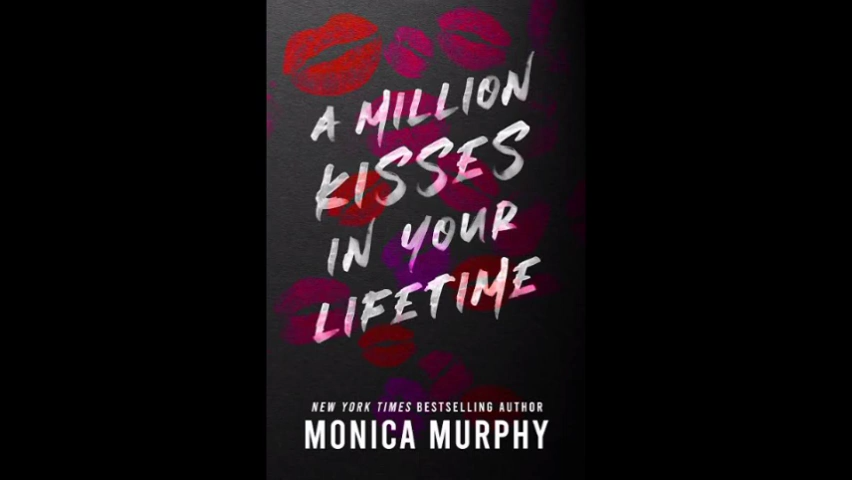 A MILLION
KISSES
IN YOUR
LIFETIME
NEW YORK TIMES BESTSELLING AUTHOR
MONICA MURPHY